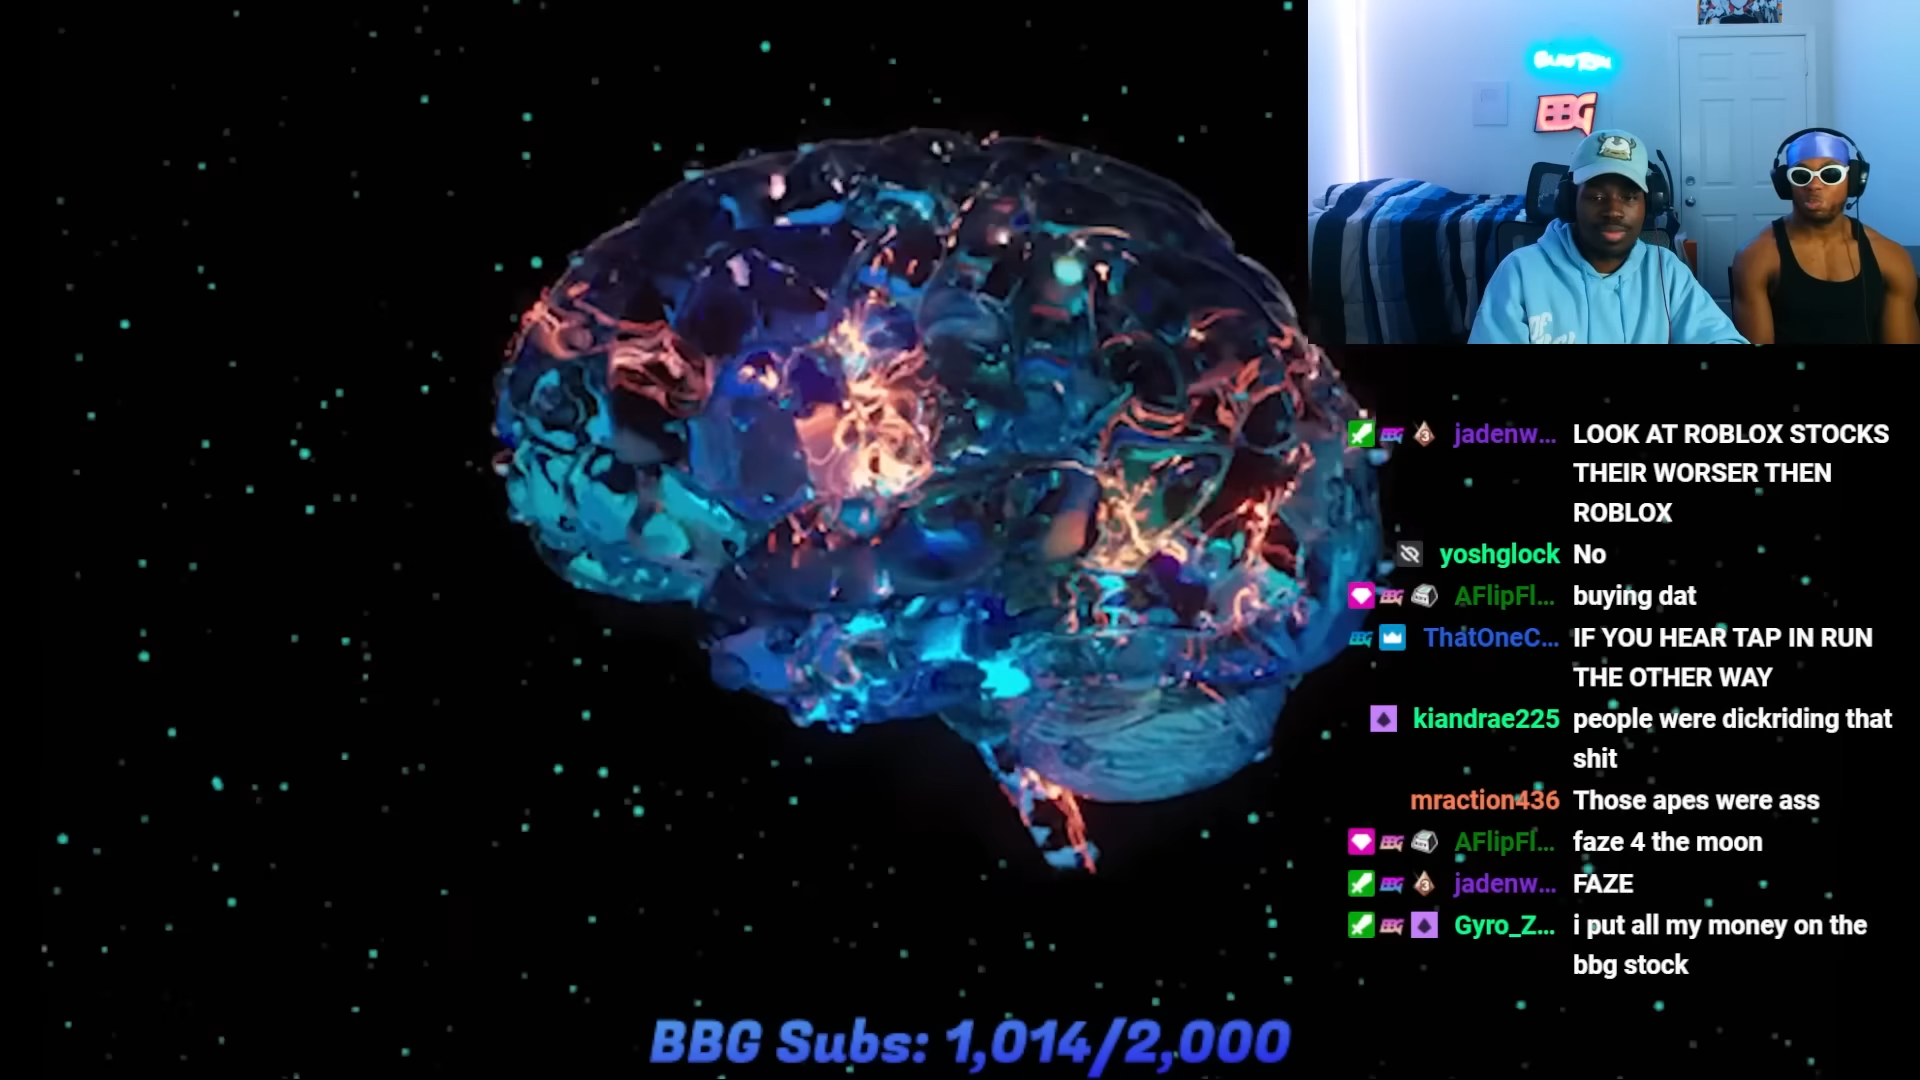 BBG
jadenw... LOOK AT ROBLOX STOCKS
THEIR WORSER THEN
ROBLOX
yoshglock No
AFlipFl... buying dat
ThatOneC... IF YOU HEAR TAP IN RUN
THE OTHER WAY
kiandrae225 people were dickriding that
shit
mraction436 Those apes were ass
AFlipFl... faze 4 the moon
jadenw... FAZE
Gyro_Z... i put all my money on the
bbg stock
BBG Subs: 1,014/2,000